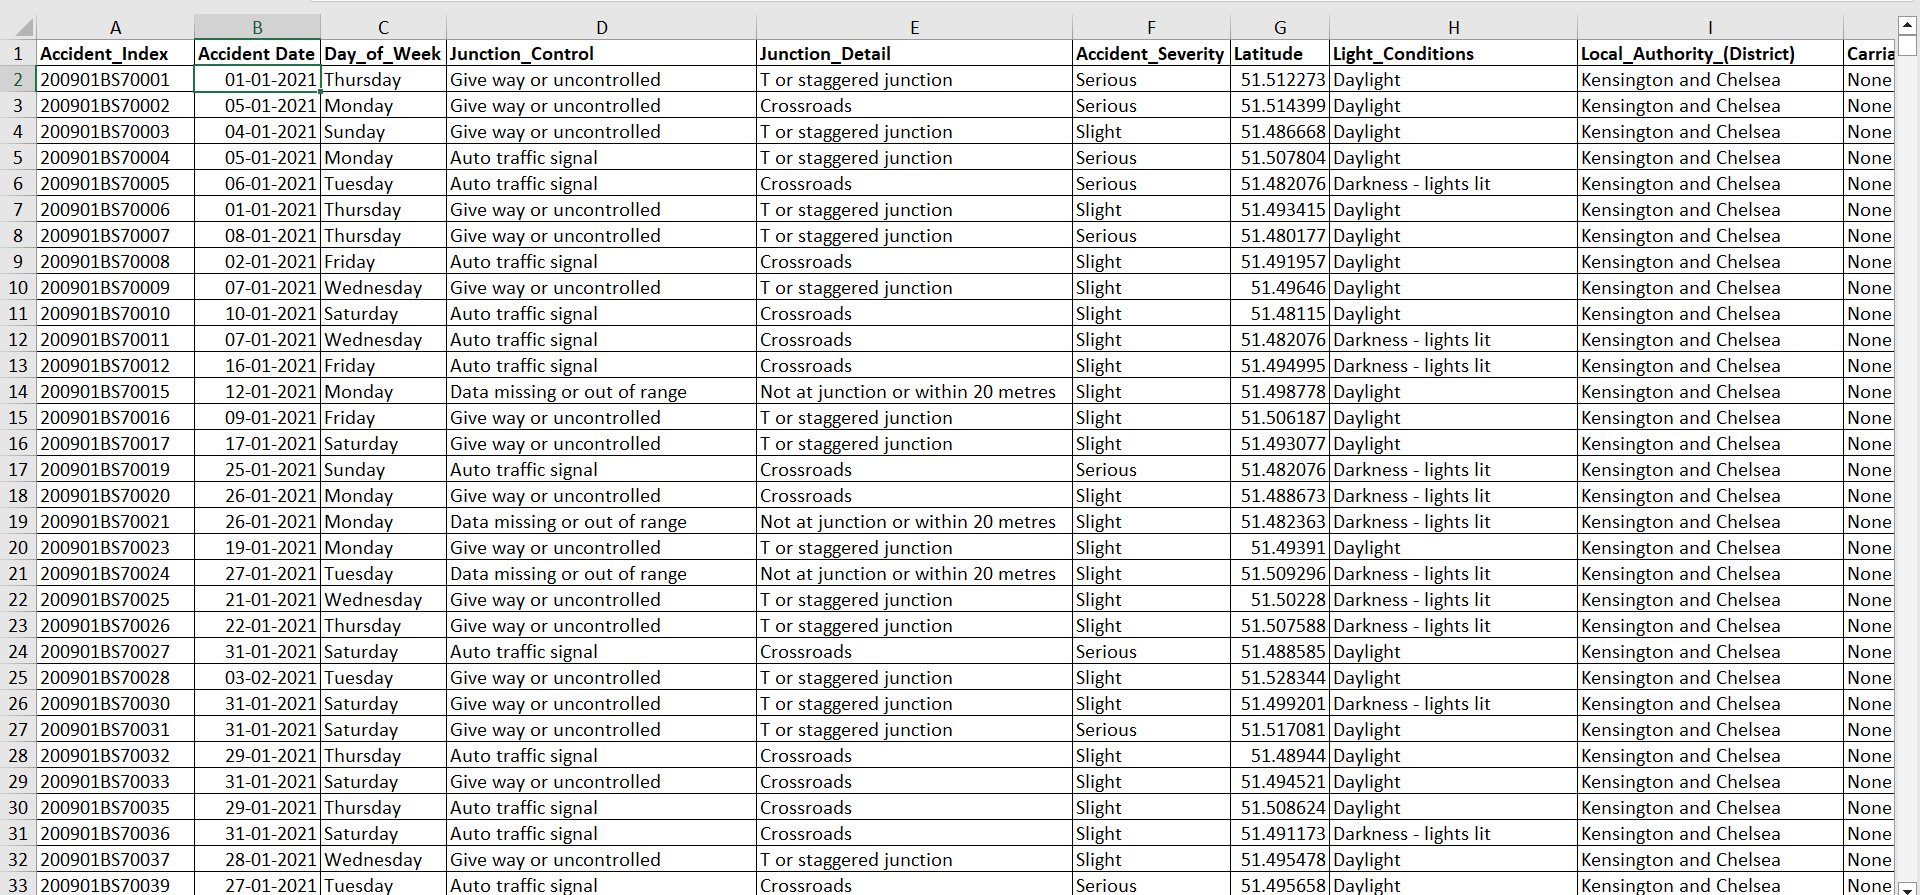 A B C D E F G H I
1 Accident_Index Accident Date Day_of_Week Junction_Control Junction_Detail Accident_Severity Latitude Light_Conditions Local_Authority_(District) Carria
2 200901BS70001 01-01-2021 Thursday Give way or uncontrolled T or staggered junction Serious 51.512273 Daylight Kensington and Chelsea None
3 200901BS70002 05-01-2021 Monday Give way or uncontrolled Crossroads Serious 51.514399 Daylight Kensington and Chelsea None
4 200901BS70003 04-01-2021 Sunday Give way or uncontrolled T or staggered junction Slight 51.486668 Daylight Kensington and Chelsea None
5 200901BS70004 05-01-2021 Monday Auto traffic signal T or staggered junction Serious 51.507804 Daylight Kensington and Chelsea None
6 200901BS70005 06-01-2021 Tuesday Auto traffic signal Crossroads Serious 51.482076 Darkness - lights lit Kensington and Chelsea None
7 200901BS70006 01-01-2021 Thursday Give way or uncontrolled T or staggered junction Slight 51.493415 Daylight Kensington and Chelsea None
8 200901BS70007 08-01-2021 Thursday Give way or uncontrolled T or staggered junction Serious 51.480177 Daylight Kensington and Chelsea None
9 200901BS70008 02-01-2021 Friday Auto traffic signal Crossroads Slight 51.491957 Daylight Kensington and Chelsea None
10 200901BS70009 07-01-2021 Wednesday Give way or uncontrolled T or staggered junction Slight 51.49646 Daylight Kensington and Chelsea None
11 200901BS70010 10-01-2021 Saturday Auto traffic signal Crossroads Slight 51.48115 Daylight Kensington and Chelsea None
12 200901BS70011 07-01-2021 Wednesday Auto traffic signal Crossroads Slight 51.482076 Darkness - lights lit Kensington and Chelsea None
13 200901BS70012 16-01-2021 Friday Auto traffic signal Crossroads Slight 51.494995 Darkness - lights lit Kensington and Chelsea None
14 200901BS70015 12-01-2021 Monday Data missing or out of range Not at junction or within 20 metres Slight 51.498778 Daylight Kensington and Chelsea None
15 200901BS70016 09-01-2021 Friday Give way or uncontrolled T or staggered junction Slight 51.506187 Daylight Kensington and Chelsea None
16 200901BS70017 17-01-2021 Saturday Give way or uncontrolled T or staggered junction Slight 51.493077 Daylight Kensington and Chelsea None
17 200901BS70019 25-01-2021 Sunday Auto traffic signal Crossroads Serious 51.482076 Darkness - lights lit Kensington and Chelsea None
18 200901BS70020 26-01-2021 Monday Give way or uncontrolled Crossroads Slight 51.488673 Darkness - lights lit Kensington and Chelsea None
19 200901BS70021 26-01-2021 Monday Data missing or out of range Not at junction or within 20 metres Slight 51.482363 Darkness - lights lit Kensington and Chelsea None
20 200901BS70023 19-01-2021 Monday Give way or uncontrolled T or staggered junction Slight 51.49391 Daylight Kensington and Chelsea None
21 200901BS70024 27-01-2021 Tuesday Data missing or out of range Not at junction or within 20 metres Slight 51.509296 Darkness - lights lit Kensington and Chelsea None
22 200901BS70025 21-01-2021 Wednesday Give way or uncontrolled T or staggered junction Slight 51.50228 Darkness - lights lit Kensington and Chelsea None
23 200901BS70026 22-01-2021 Thursday Give way or uncontrolled T or staggered junction Slight 51.507588 Darkness - lights lit Kensington and Chelsea None
24 200901BS70027 31-01-2021 Saturday Auto traffic signal Crossroads Serious 51.488585 Daylight Kensington and Chelsea None
25 200901BS70028 03-02-2021 Tuesday Give way or uncontrolled T or staggered junction Slight 51.528344 Daylight Kensington and Chelsea None
26 200901BS70030 31-01-2021 Saturday Give way or uncontrolled T or staggered junction Slight 51.499201 Darkness - lights lit Kensington and Chelsea None
27 200901BS70031 31-01-2021 Saturday Give way or uncontrolled T or staggered junction Serious 51.517081 Daylight Kensington and Chelsea None
28 200901BS70032 29-01-2021 Thursday Auto traffic signal Crossroads Slight 51.48944 Daylight Kensington and Chelsea None
29 200901BS70033 31-01-2021 Saturday Give way or uncontrolled Crossroads Slight 51.494521 Daylight Kensington and Chelsea None
30 200901BS70035 29-01-2021 Thursday Auto traffic signal Crossroads Slight 51.508624 Daylight Kensington and Chelsea None
31 200901BS70036 31-01-2021 Saturday Auto traffic signal Crossroads Slight 51.491173 Darkness - lights lit Kensington and Chelsea None
32 200901BS70037 28-01-2021 Wednesday Give way or uncontrolled T or staggered junction Slight 51.495478 Daylight Kensington and Chelsea None
33 200901BS70039 27-01-2021 Tuesday Auto traffic signal Crossroads Serious 51.495658 Daylight Kensington and Chelsea None